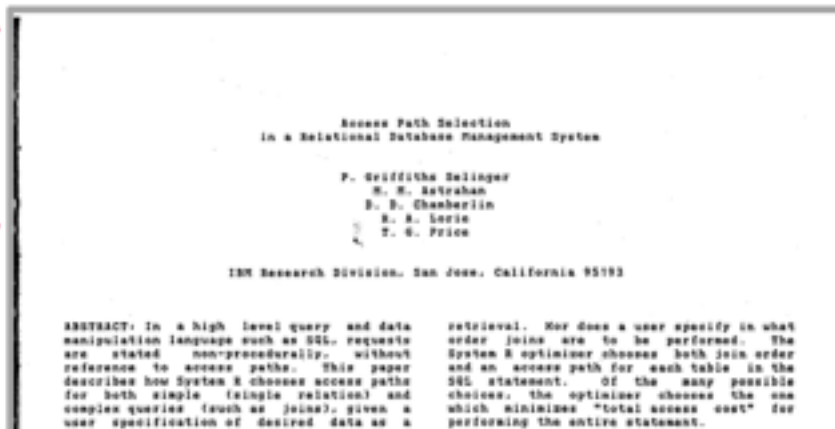 Access Path Selection
in a Relational Database Management System
P. Griffiths Selinger
M. M. Astrahan
D. D. Chamberlin
R. A. Lorie
T. G. Price
IBM Research Division, San Jose, California 95193
ABSTRACT: In a high level query and data
manipulation language such as SQL, requests
are stated non-procedurally, without
reference to access paths. This paper
describes how System R chooses access paths
for both simple (single relation) and
complex queries (such as joins), given a
user specification of desired data as a
retrieval. Nor does a user specify in what
order joins are to be performed. The
System R optimizer chooses both join order
and an access path for each table in the
SQL statement. Of the many possible
choices, the optimizer chooses the one
which minimizes "total access cost" for
performing the entire statement.